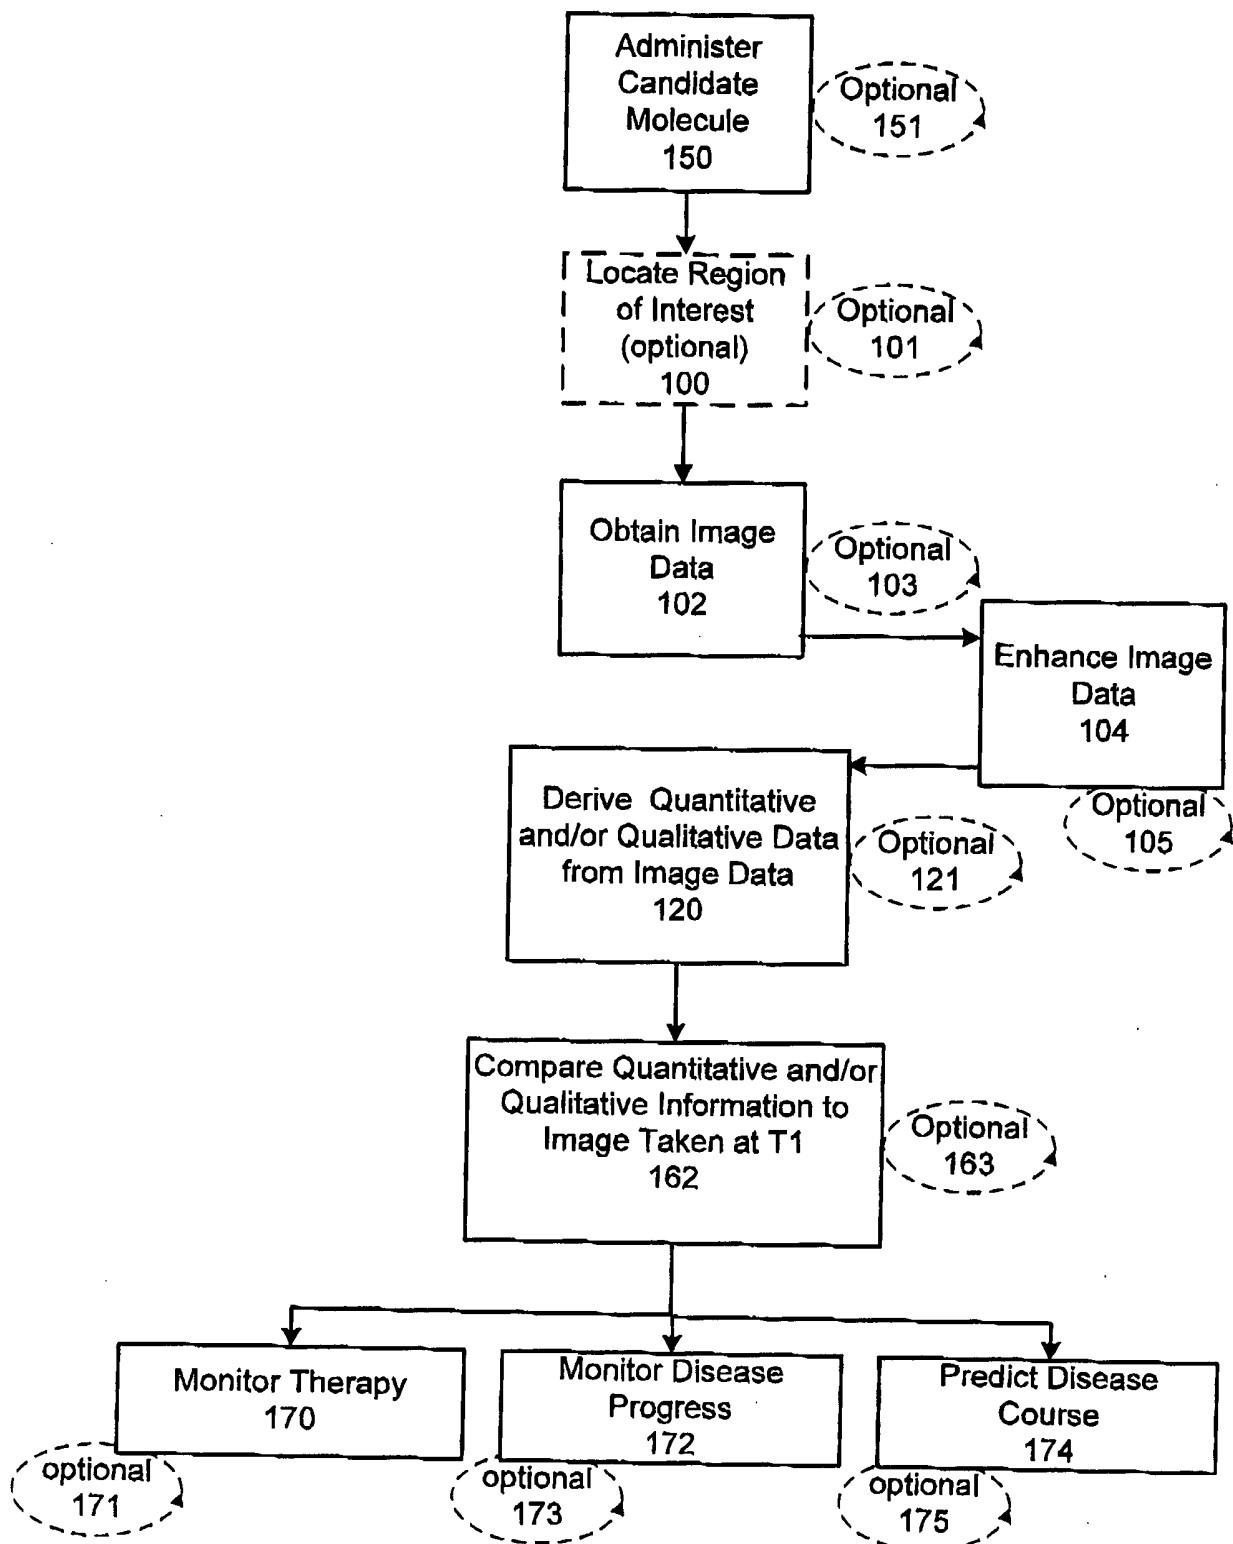 Administer
Candidate
Molecule
150
Optional
151
Locate Region
of Interest
(optional)
100
Optional
101
Obtain Image
Data
102
Optional
103
Enhance Image
Data
104
Optional
105
Derive Quantitative
and/or Qualitative Data
from Image Data
120
Optional
121
Compare Quantitative and/or
Qualitative Information to
Image Taken at T1
162
Optional
163
Monitor Therapy
170
optional
171
Monitor Disease
Progress
172
optional
173
Predict Disease
Course
174
optional
175